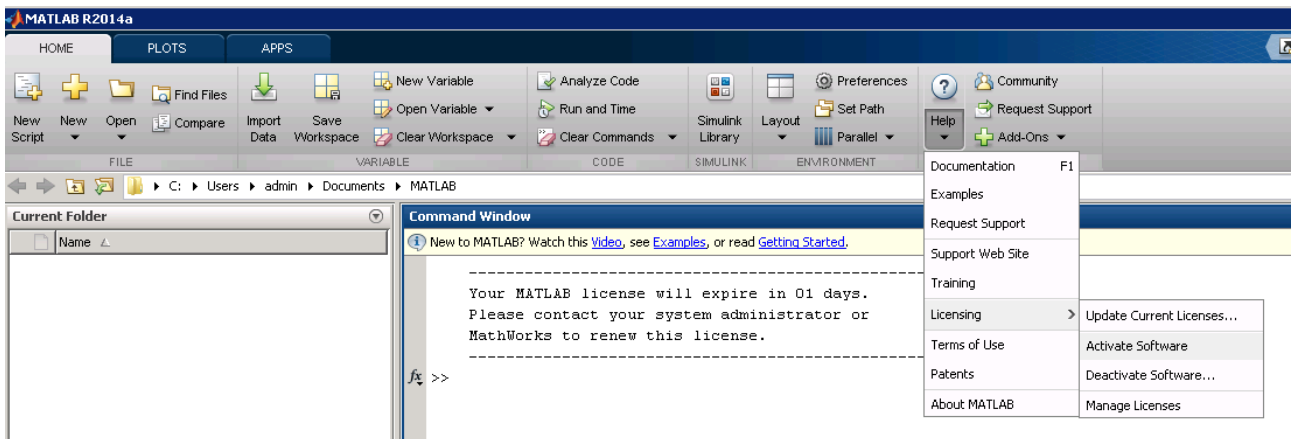 MATLAB R2014a
HOME PLOTS APPS
New Script
New
Open
Find Files
Compare
FILE
Import Data
Save Workspace
New Variable
Open Variable
Clear Workspace
VARIABLE
Analyze Code
Run and Time
Clear Commands
CODE
Simulink Library
SIMULINK
Layout
Preferences
Set Path
Parallel
ENVIRONMENT
Help
Community
Request Support
Add-Ons
C: Users admin Documents MATLAB
Current Folder
Name
Command Window
New to MATLAB? Watch this Video, see Examples, or read Getting Started.
Your MATLAB license will expire in 01 days.
Please contact your system administrator or
MathWorks to renew this license.
fx >>
Documentation F1
Examples
Request Support
Support Web Site
Training
Licensing
Terms of Use
Patents
About MATLAB
Update Current Licenses...
Activate Software
Deactivate Software...
Manage Licenses